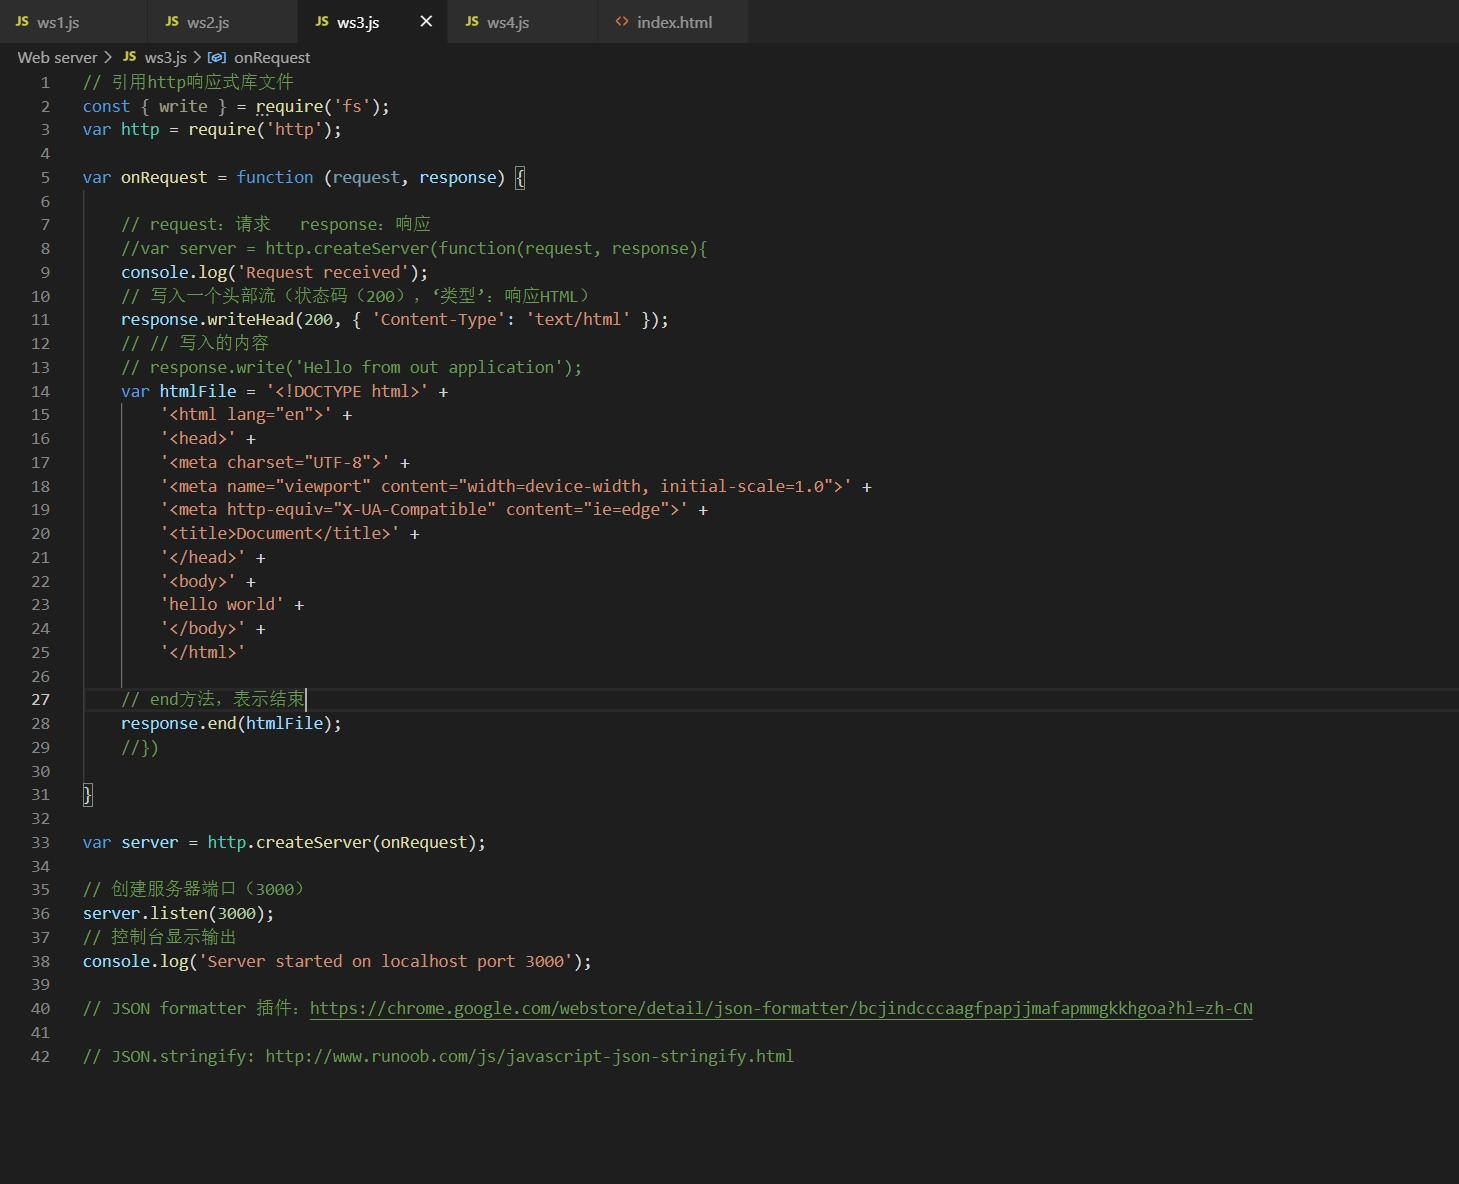 JS ws1.js JS ws2.js JS ws3.js × JS ws4.js <> index.html
Web server > JS ws3.js > onRequest
1 // 引用http响应式库文件
2 const { write } = require('fs');
3 var http = require('http');
4
5 var onRequest = function (request, response) {
6
7 // request: 请求   response: 响应
8 //var server = http.createServer(function(request, response){
9 console.log('Request received');
10 // 写入一个头部流（状态码（200），‘类型’：响应HTML）
11 response.writeHead(200, { 'Content-Type': 'text/html' });
12 // // 写入的内容
13 // response.write('Hello from out application');
14 var htmlFile = '<!DOCTYPE html>' +
15 '<html lang="en">' +
16 '<head>' +
17 '<meta charset="UTF-8">' +
18 '<meta name="viewport" content="width=device-width, initial-scale=1.0">' +
19 '<meta http-equiv="X-UA-Compatible" content="ie=edge">' +
20 '<title>Document</title>' +
21 '</head>' +
22 '<body>' +
23 'hello world' +
24 '</body>' +
25 '</html>'
26
27 // end方法，表示结束
28 response.end(htmlFile);
29 //})
30
31 }
32
33 var server = http.createServer(onRequest);
34
35 // 创建服务器端口（3000）
36 server.listen(3000);
37 // 控制台显示输出
38 console.log('Server started on localhost port 3000');
39
40 // JSON formatter 插件：https://chrome.google.com/webstore/detail/json-formatter/bcjindcccaagfpapjjmafapmmgkkhgoa?hl=zh-CN
41
42 // JSON.stringify: http://www.runoob.com/js/javascript-json-stringify.html